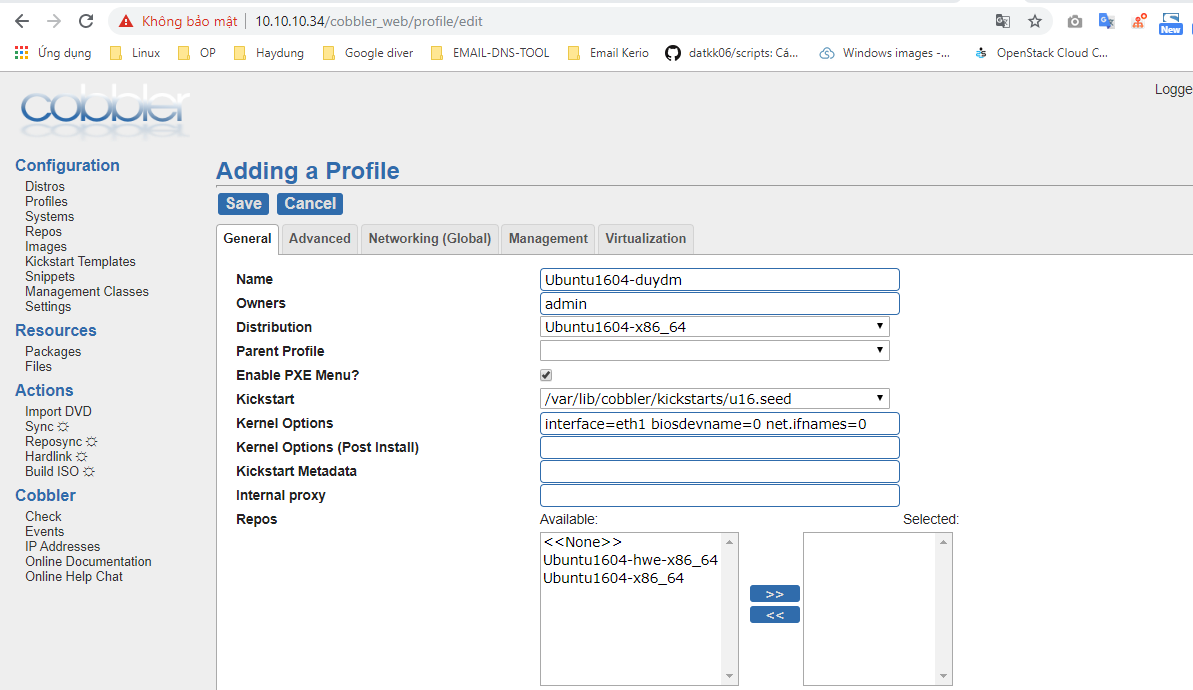 Không bảo mật 10.10.10.34/cobbler_web/profile/edit
New
Ứng dụng Linux OP Haydung Google diver EMAIL-DNS-TOOL Email Kerio datkk06/scripts: Cá... Windows images -... OpenStack Cloud C...
cobbler
Logge
Configuration
Distros
Profiles
Systems
Repos
Images
Kickstart Templates
Snippets
Management Classes
Settings
Resources
Packages
Files
Actions
Import DVD
Sync
Reposync
Hardlink
Build ISO
Cobbler
Check
Events
IP Addresses
Online Documentation
Online Help Chat
Adding a Profile
Save Cancel
General Advanced Networking (Global) Management Virtualization
Name Ubuntu1604-duydm
Owners admin
Distribution Ubuntu1604-x86_64
Parent Profile
Enable PXE Menu?
Kickstart /var/lib/cobbler/kickstarts/u16.seed
Kernel Options interface=eth1 biosdevname=0 net.ifnames=0
Kernel Options (Post Install)
Kickstart Metadata
Internal proxy
Repos Available: Selected:
<<None>>
Ubuntu1604-hwe-x86_64
Ubuntu1604-x86_64
>>
<<